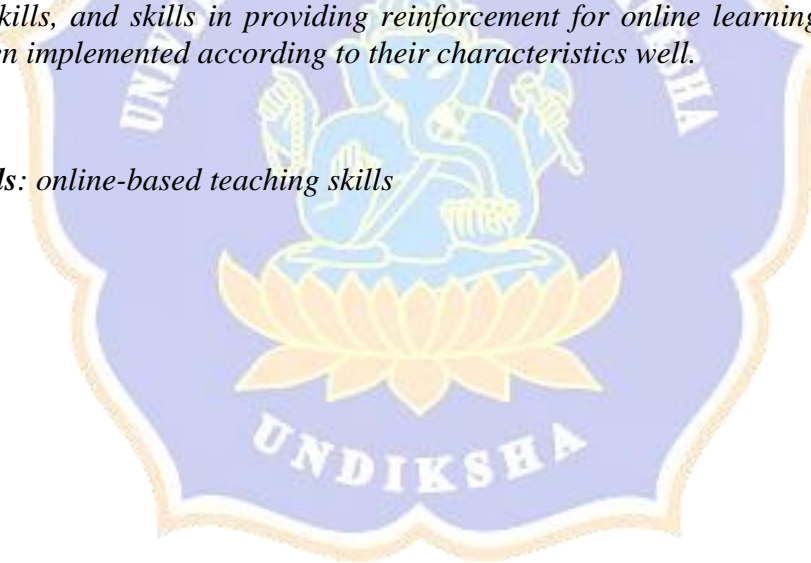 kills, and skills in providing reinforcement for online learning
en implemented according to their characteristics well.
ds: online-based teaching skills
UNDIKSHA